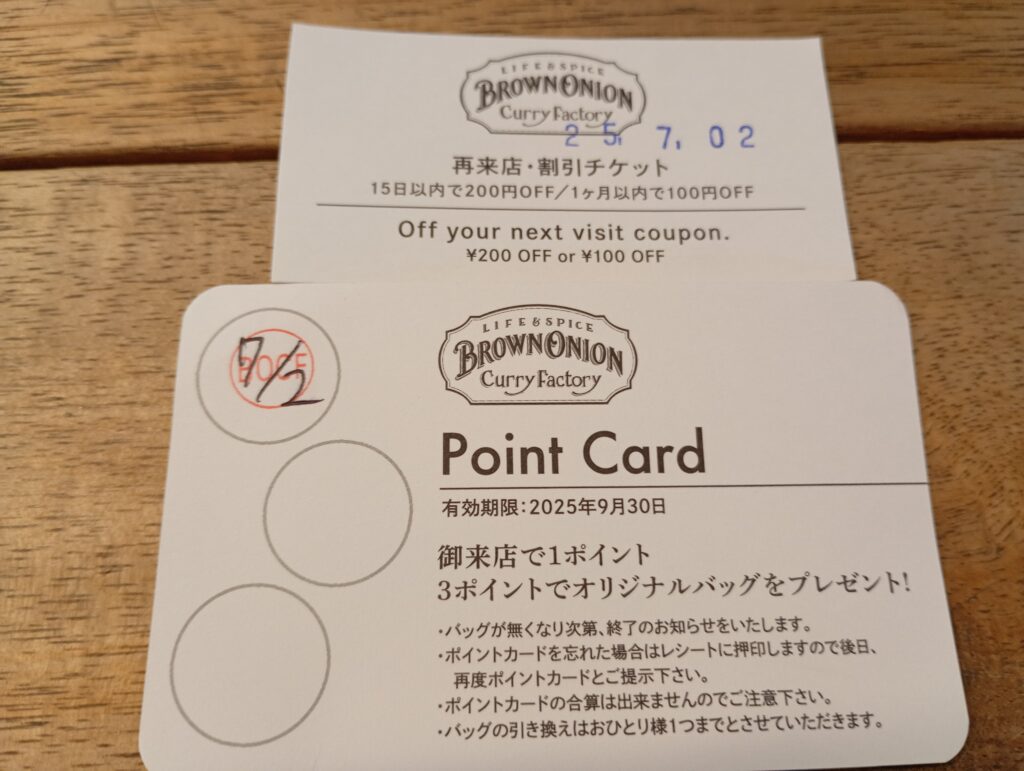 LIFE & SPICE
BROWN ONION
Curry Factory
25. 7. 02
再来店・割引チケット
15日以内で200円OFF/1ヶ月以内で100円OFF
Off your next visit coupon.
¥200 OFF or ¥100 OFF
7/2
LIFE & SPICE
BROWN ONION
Curry Factory
Point Card
有効期限:2025年9月30日
御来店で1ポイント
3ポイントでオリジナルバッグをプレゼント!
・バッグが無くなり次第、終了のお知らせをいたします。
・ポイントカードを忘れた場合はレシートに押印しますので後日、
再度ポイントカードとご提示下さい。
・ポイントカードの合算は出来ませんのでご注意下さい。
・バッグの引き換えはおひとり様1つまでとさせていただきます。